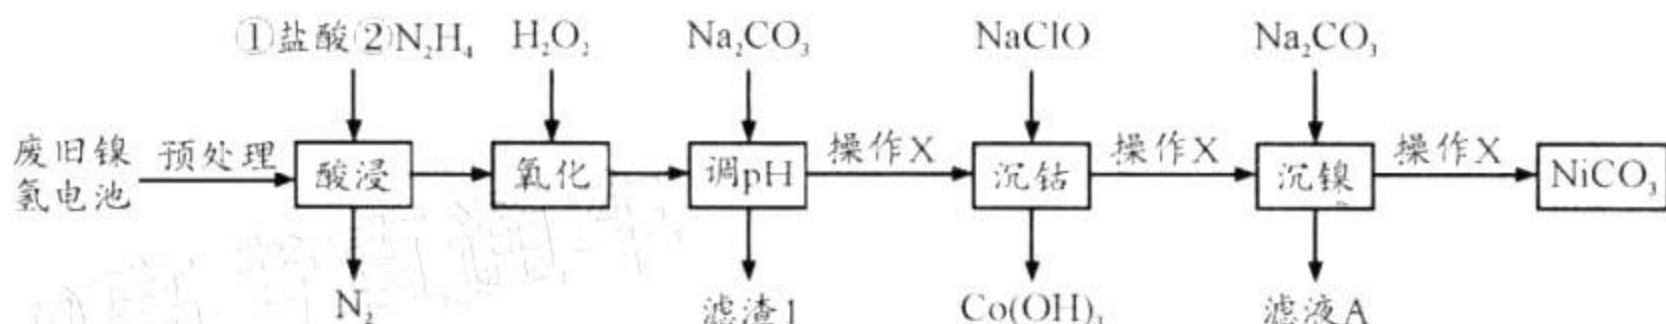 ①盐酸②N₂H₄ H₂O₂ Na₂CO₃ NaClO Na₂CO₃
废旧镍
氢电池
预处理 酸浸 氧化 调pH 操作X 沉钴 操作X 沉镍 操作X NiCO₃
N₂ 滤渣1 Co(OH)₃ 滤液A